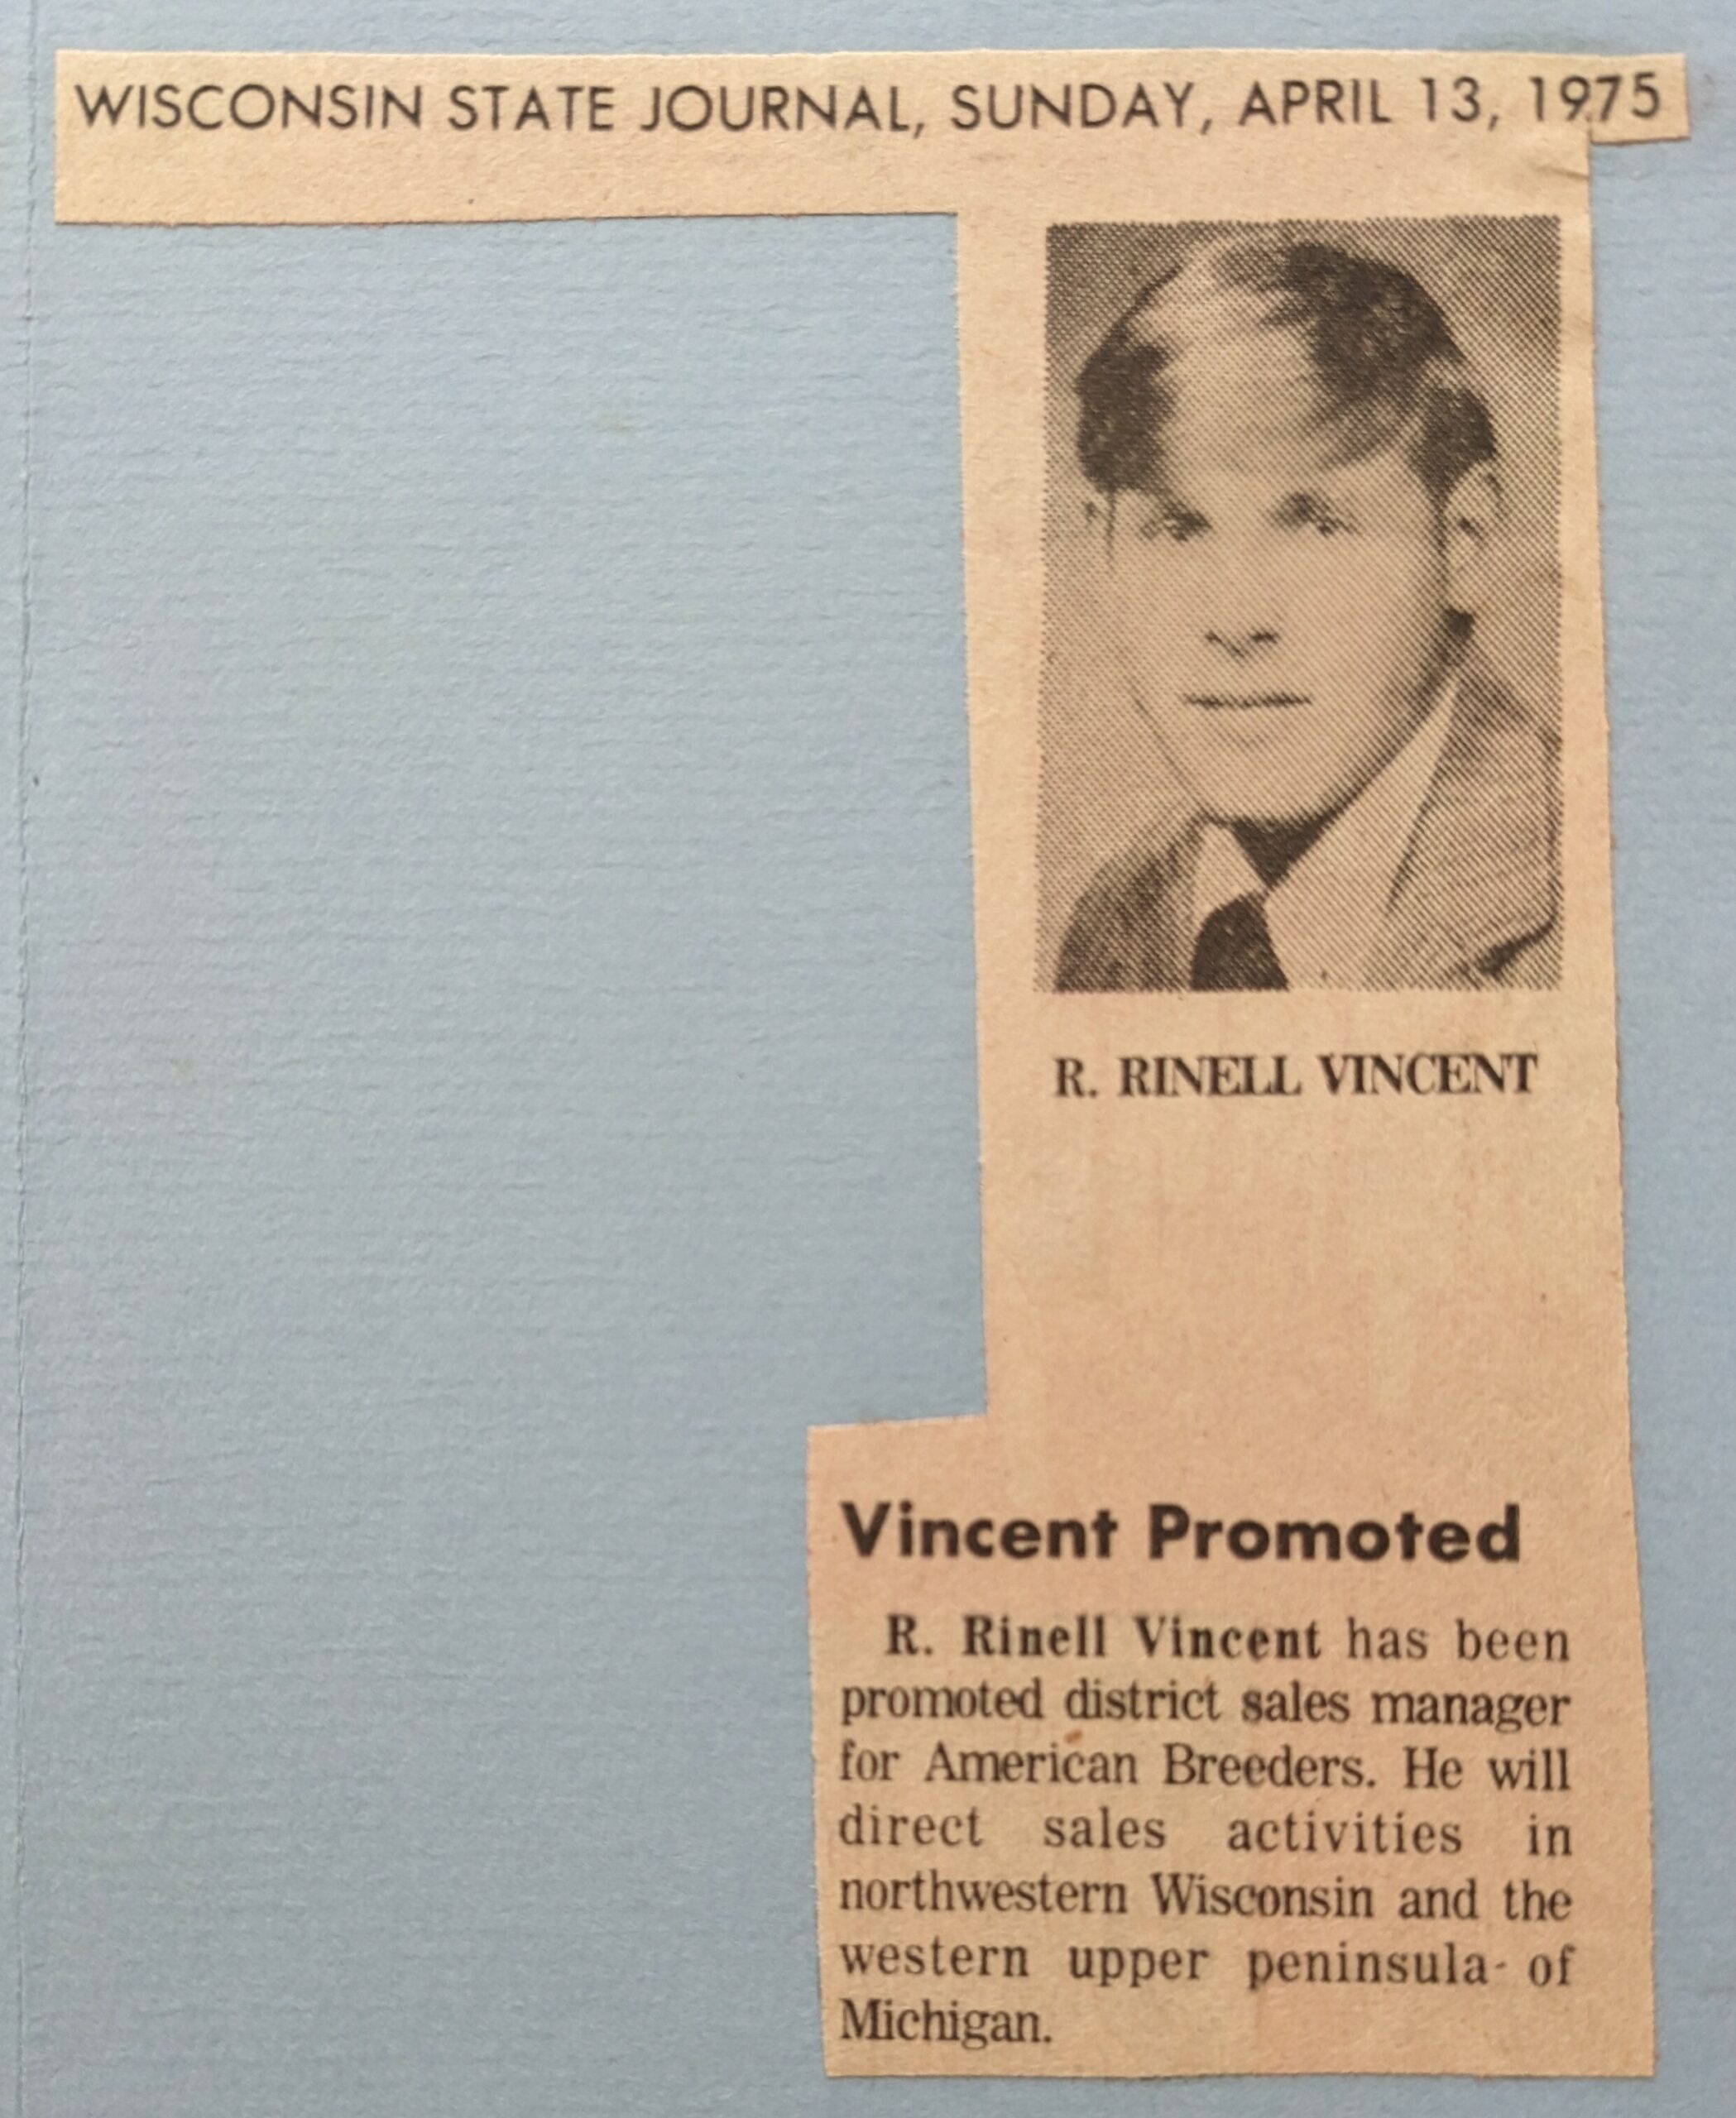 WISCONSIN STATE JOURNAL, SUNDAY, APRIL 13, 1975
R. RINELL VINCENT
Vincent Promoted
R. Rinell Vincent has been
promoted district sales manager
for American Breeders. He will
direct sales activities in
northwestern Wisconsin and the
western upper peninsula- of
Michigan.